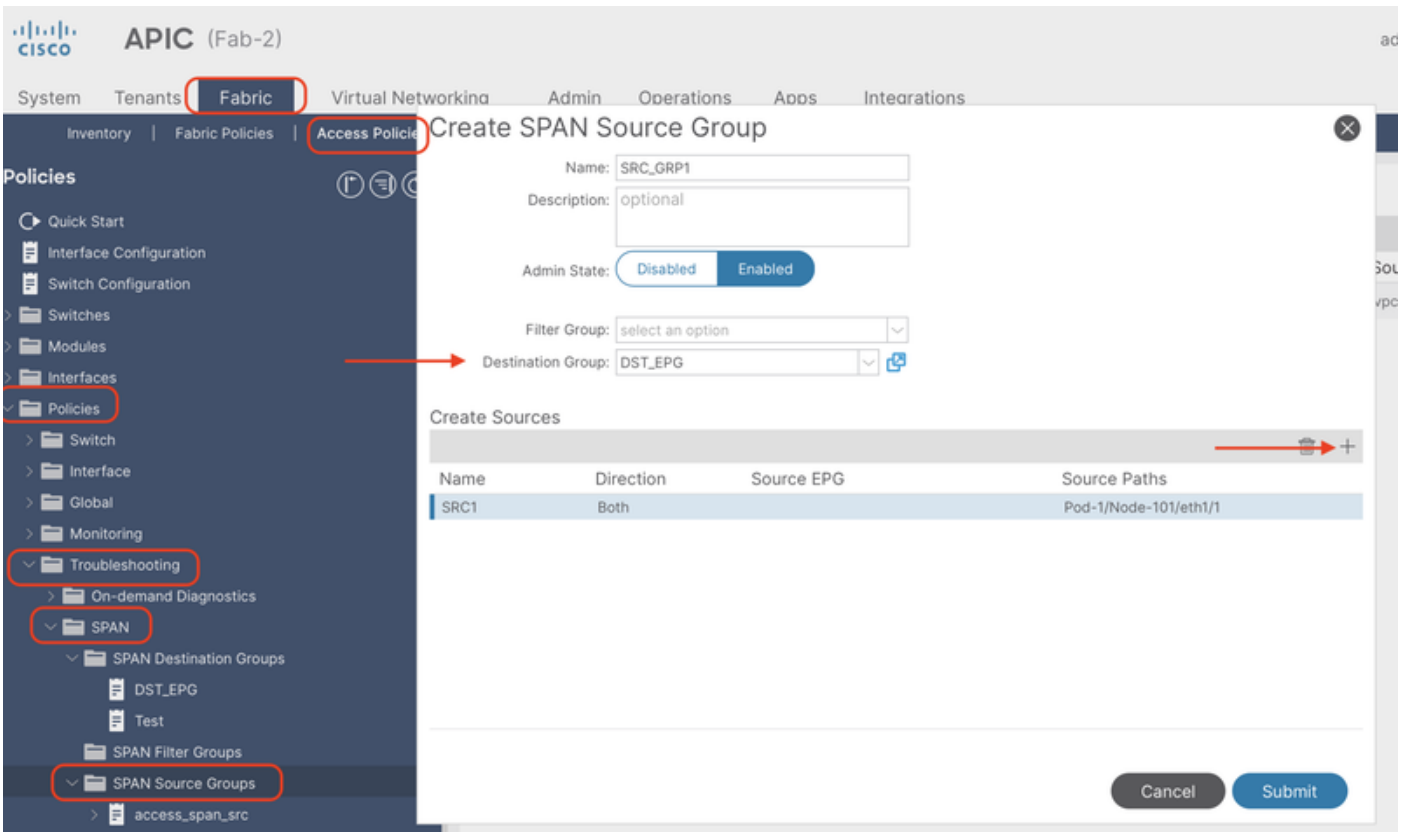 CISCO
APIC (Fab-2)
ad
System Tenants Fabric Virtual Networking Admin Operations Apps Integrations
Inventory | Fabric Policies | Access Policie
Policies
Quick Start
Interface Configuration
Switch Configuration
Switches
Modules
Interfaces
Policies
Switch
Interface
Global
Monitoring
Troubleshooting
On-demand Diagnostics
SPAN
SPAN Destination Groups
DST_EPG
Test
SPAN Filter Groups
SPAN Source Groups
access_span_src
Create SPAN Source Group
Name: SRC_GRP1
Description: optional
Admin State: Disabled Enabled
Filter Group: select an option
Destination Group: DST_EPG
Create Sources
Name Direction Source EPG Source Paths
SRC1 Both Pod-1/Node-101/eth1/1
Cancel Submit
Sou
vpc